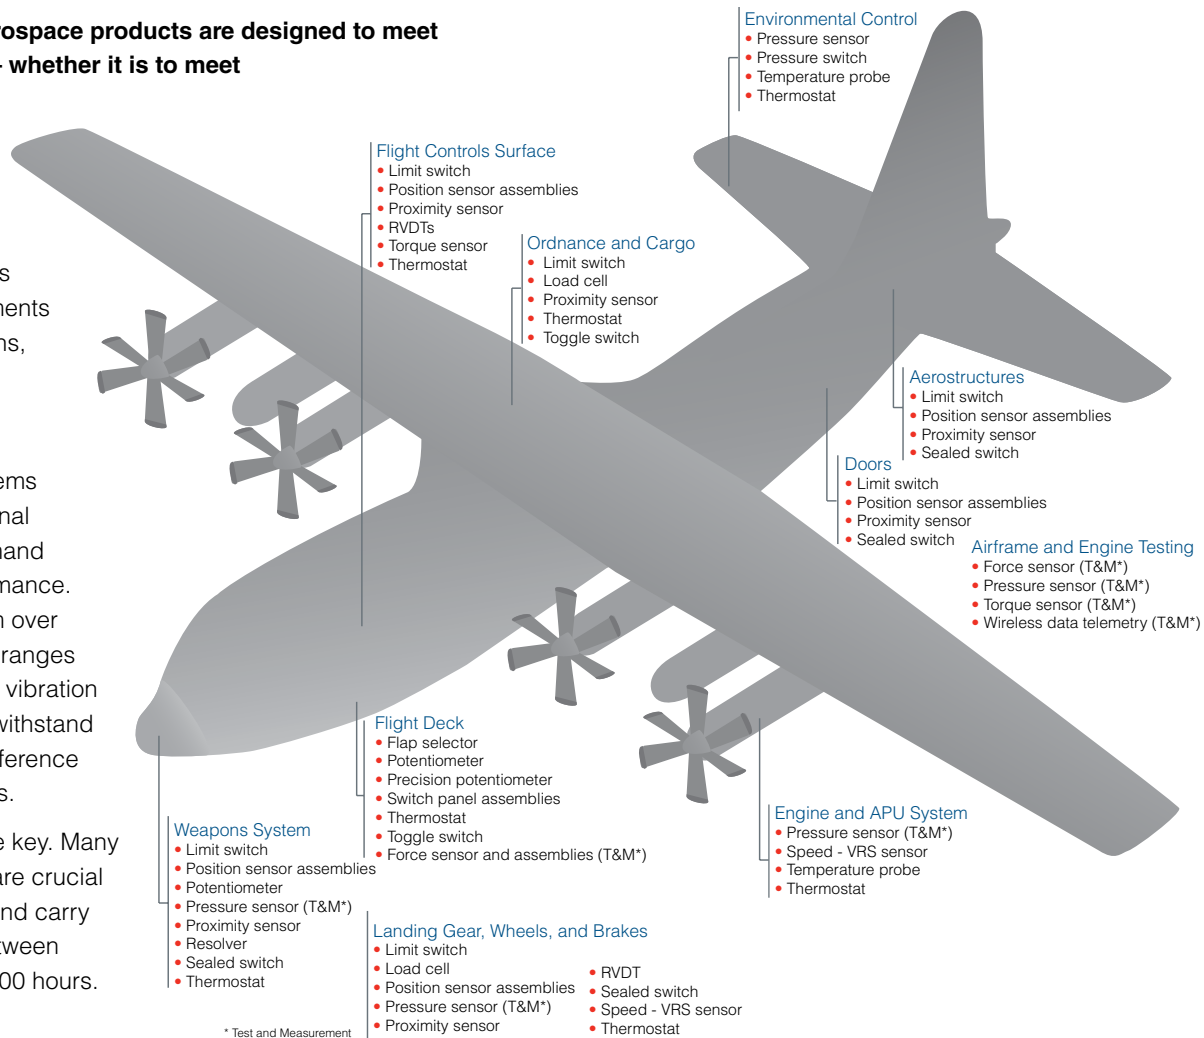 rospace products are designed to meet
- whether it is to meet
s
nents
ns,
ems
nal
nand
mance.
n over
ranges
vibration
withstand
ference
s.
e key. Many
are crucial
nd carry
tween
00 hours.
Environmental Control
• Pressure sensor
• Pressure switch
• Temperature probe
• Thermostat
Flight Controls Surface
• Limit switch
• Position sensor assemblies
• Proximity sensor
• RVDTs
• Torque sensor
• Thermostat
Ordnance and Cargo
• Limit switch
• Load cell
• Proximity sensor
• Thermostat
• Toggle switch
Aerostructures
• Limit switch
• Position sensor assemblies
• Proximity sensor
• Sealed switch
Doors
• Limit switch
• Position sensor assemblies
• Proximity sensor
• Sealed switch
Airframe and Engine Testing
• Force sensor (T&M*)
• Pressure sensor (T&M*)
• Torque sensor (T&M*)
• Wireless data telemetry (T&M*)
Flight Deck
• Flap selector
• Potentiometer
• Precision potentiometer
• Switch panel assemblies
• Thermostat
• Toggle switch
• Force sensor and assemblies (T&M*)
Engine and APU System
• Pressure sensor (T&M*)
• Speed - VRS sensor
• Temperature probe
• Thermostat
Weapons System
• Limit switch
• Position sensor assemblies
• Potentiometer
• Pressure sensor (T&M*)
• Proximity sensor
• Resolver
• Sealed switch
• Thermostat
Landing Gear, Wheels, and Brakes
• Limit switch
• Load cell
• Position sensor assemblies
• Pressure sensor (T&M*)
• Proximity sensor
• RVDT
• Sealed switch
• Speed - VRS sensor
• Thermostat
* Test and Measurement